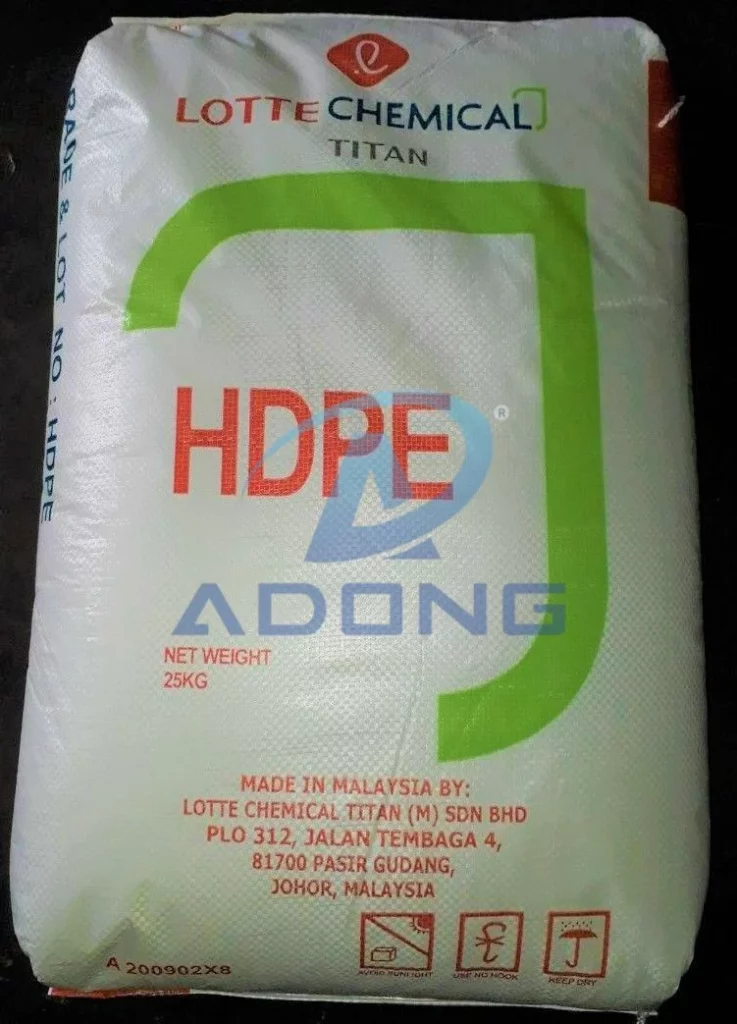 LOTTE CHEMICAL
TITAN
GRADE & LOT NO : HDPE
HDPE ®
ADONG
NET WEIGHT
25KG
MADE IN MALAYSIA BY:
LOTTE CHEMICAL TITAN (M) SDN BHD
PLO 312, JALAN TEMBAGA 4,
81700 PASIR GUDANG,
JOHOR, MALAYSIA
AVOID SUNLIGHT
USE NO HOOK
KEEP DRY
A 200902X8